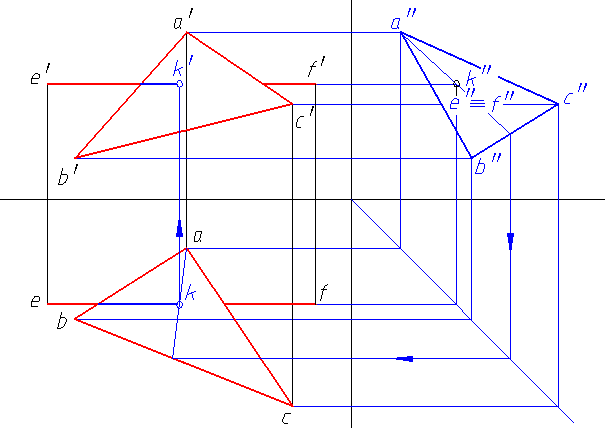 a' a''
e' k' f' k''
e'' ≡ f'' c''
c'
b' b''
a
e k f
b
c